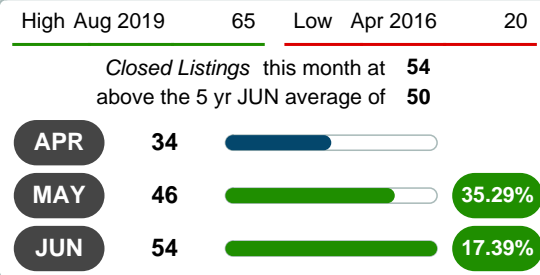 High Aug 2019 65 Low Apr 2016 20
Closed Listings this month at 54
above the 5 yr JUN average of 50
APR 34
MAY 46 35.29%
JUN 54 17.39%